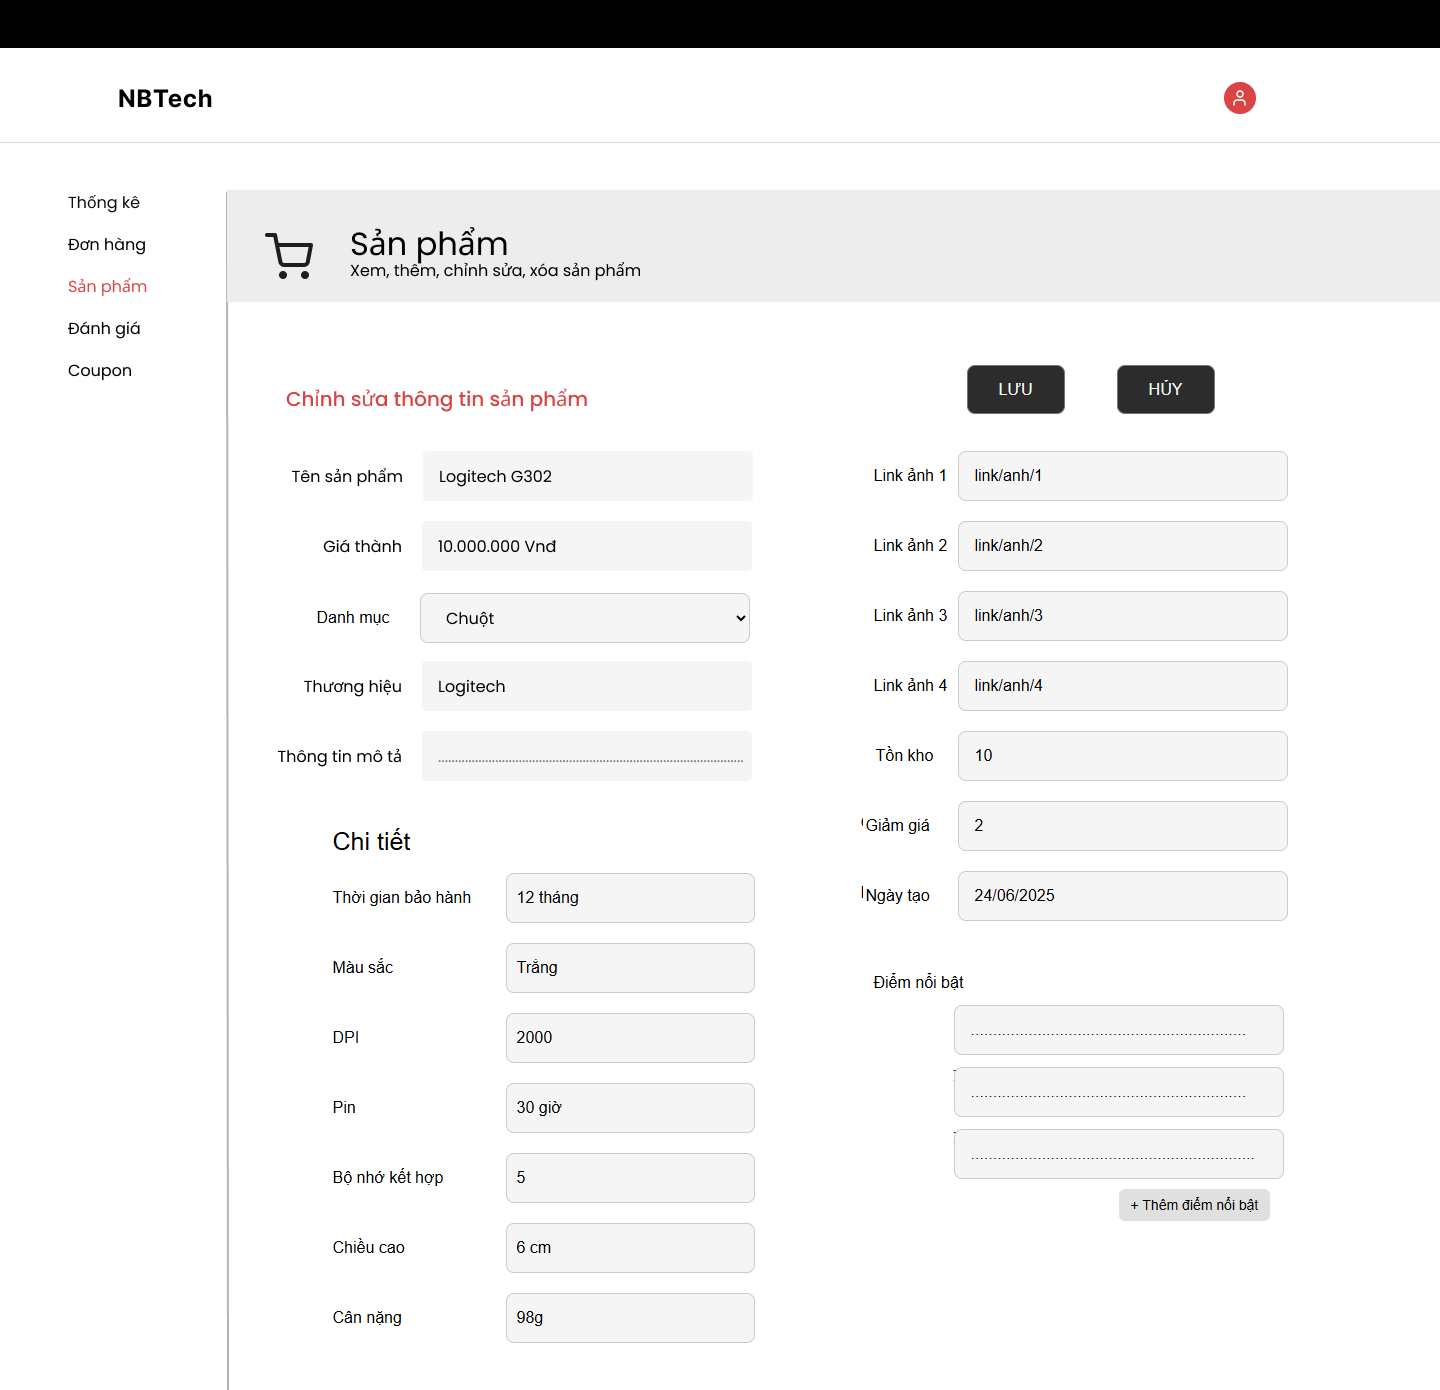 NBTech
Thống kê
Đơn hàng
Sản phẩm
Đánh giá
Coupon
Sản phẩm
Xem, thêm, chỉnh sửa, xóa sản phẩm
Chỉnh sửa thông tin sản phẩm
LƯU
HỦY
Tên sản phẩm
Logitech G302
Giá thành
10.000.000 Vnđ
Danh mục
Chuột
Thương hiệu
Logitech
Thông tin mô tả
............................................................................................
Chi tiết
Thời gian bảo hành
12 tháng
Màu sắc
Trắng
DPI
2000
Pin
30 giờ
Bộ nhớ kết hợp
5
Chiều cao
6 cm
Cân nặng
98g
Link ảnh 1
link/anh/1
Link ảnh 2
link/anh/2
Link ảnh 3
link/anh/3
Link ảnh 4
link/anh/4
Tồn kho
10
Giảm giá
2
Ngày tạo
24/06/2025
Điểm nổi bật
..............................................................
..............................................................
................................................................
+ Thêm điểm nổi bật